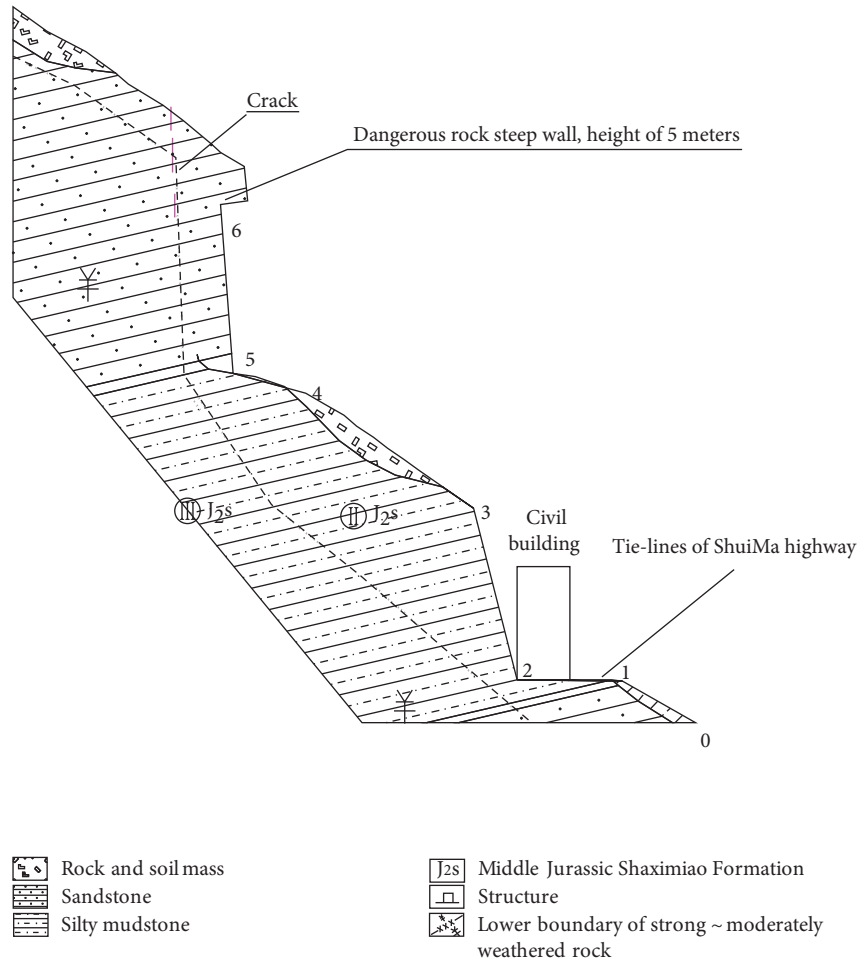 Crack
Dangerous rock steep wall, height of 5 meters
6
5
4
III-J2s
II J2s
3
Civil
building
Tie-lines of ShuiMa highway
2
1
0
Rock and soil mass
Sandstone
Silty mudstone
J2s Middle Jurassic Shaximiao Formation
Structure
Lower boundary of strong ~ moderately
weathered rock